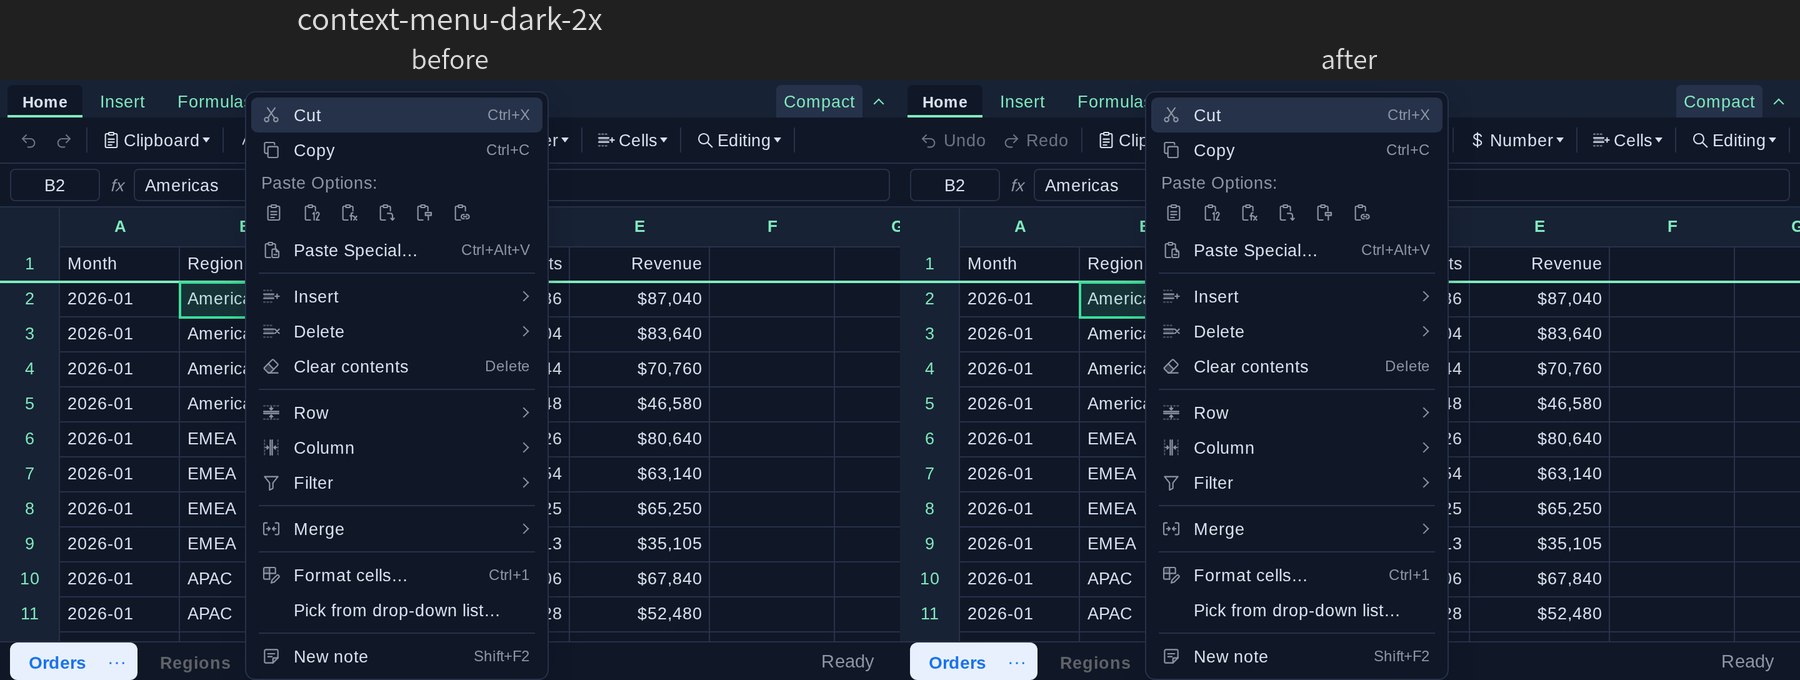 context-menu-dark-2x
before after
Home Insert Formulas Compact
Clipboard Cells Editing
B2 fx Americas
A E F
1 Month Region Revenue
2 2026-01 $87,040
3 2026-01 $83,640
4 2026-01 $70,760
5 2026-01 $46,580
6 2026-01 EMEA $80,640
7 2026-01 EMEA $63,140
8 2026-01 EMEA $65,250
9 2026-01 EMEA $35,105
10 2026-01 APAC $67,840
11 2026-01 APAC $52,480
Orders ··· Regions Ready
Cut Ctrl+X
Copy Ctrl+C
Paste Options:
Paste Special... Ctrl+Alt+V
Insert
Delete
Clear contents Delete
Row
Column
Filter
Merge
Format cells... Ctrl+1
Pick from drop-down list...
New note Shift+F2
Home Insert Compact
Undo Redo $ Number Cells Editing
B2 fx Americas
A E F
1 Month Region Revenue
2 2026-01 $87,040
3 2026-01 $83,640
4 2026-01 $70,760
5 2026-01 $46,580
6 2026-01 EMEA $80,640
7 2026-01 EMEA $63,140
8 2026-01 EMEA $65,250
9 2026-01 EMEA $35,105
10 2026-01 APAC $67,840
11 2026-01 APAC $52,480
Orders ··· Regions Ready
Cut Ctrl+X
Copy Ctrl+C
Paste Options:
Paste Special... Ctrl+Alt+V
Insert
Delete
Clear contents Delete
Row
Column
Filter
Merge
Format cells... Ctrl+1
Pick from drop-down list...
New note Shift+F2